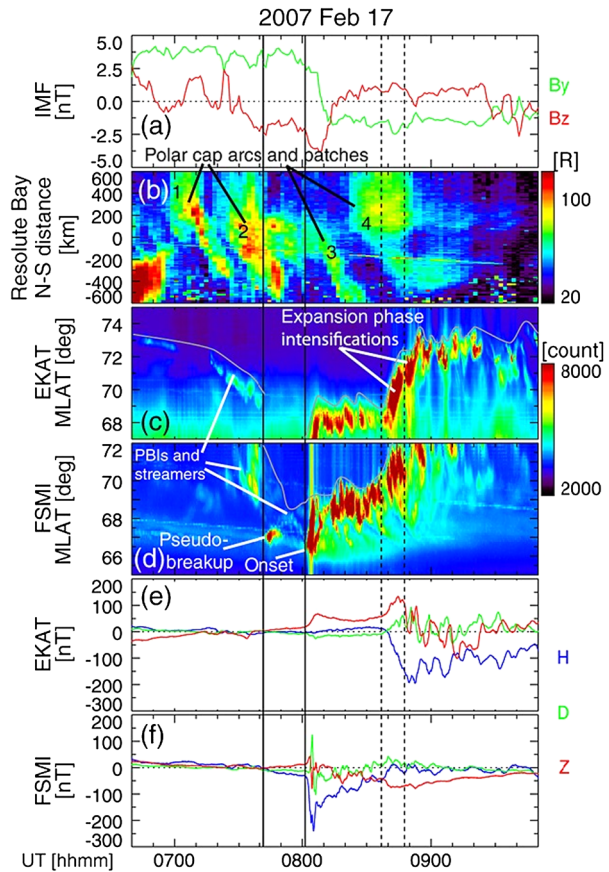 2007 Feb 17
5.0
2.5
0.0
-2.5
-5.0
IMF
[nT]
(a)
By
Bz
Polar cap arcs and patches
[R]
100
20
(b)
1
2
3
4
600
400
200
0
-200
-400
-600
Resolute Bay
N-S distance
[km]
74
72
70
68
EKAT
MLAT [deg]
(c)
Expansion phase
intensifications
[count]
8000
2000
72
70
68
66
FSMI
MLAT [deg]
(d)
PBIs and
streamers
Pseudo-
breakup
Onset
200
100
0
-100
-200
-300
EKAT
[nT]
(e)
H
D
Z
200
100
0
-100
-200
-300
FSMI
[nT]
(f)
UT [hhmm]
0700
0800
0900